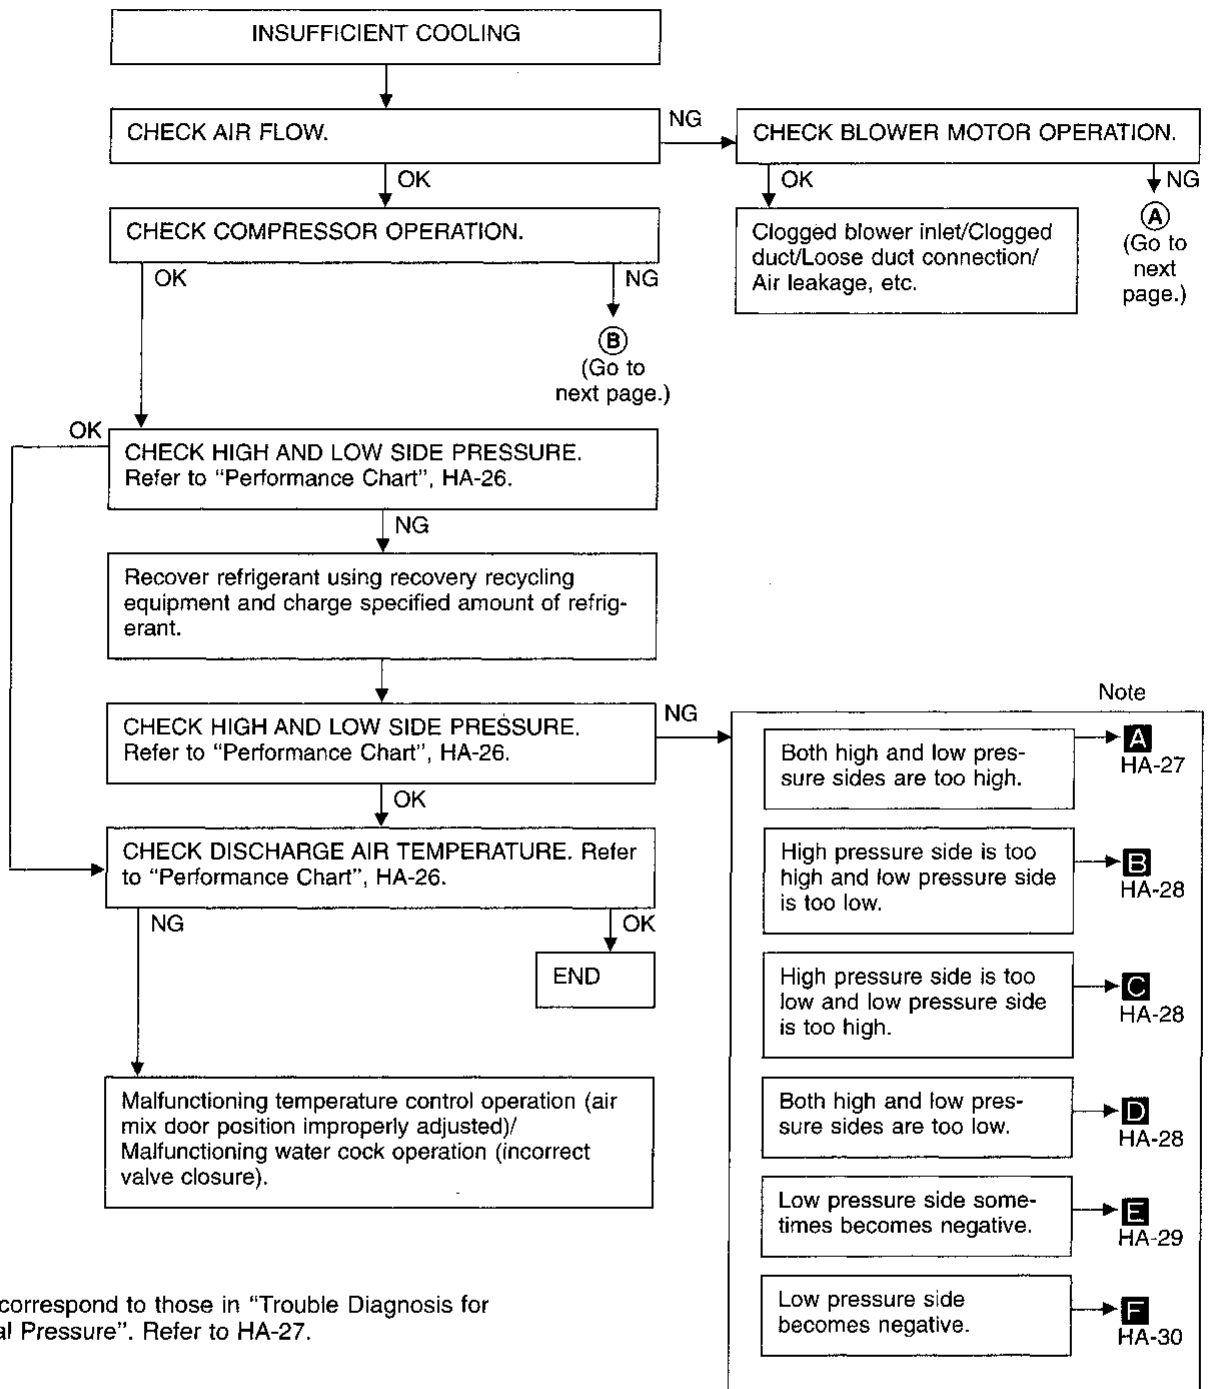 INSUFFICIENT COOLING
CHECK AIR FLOW.
NG
CHECK BLOWER MOTOR OPERATION.
OK
OK
NG
CHECK COMPRESSOR OPERATION.
Clogged blower inlet/Clogged
duct/Loose duct connection/
Air leakage, etc.
A
(Go to
next
page.)
OK
NG
B
(Go to
next page.)
OK
CHECK HIGH AND LOW SIDE PRESSURE.
Refer to “Performance Chart”, HA-26.
NG
Recover refrigerant using recovery recycling
equipment and charge specified amount of refrig-
erant.
CHECK HIGH AND LOW SIDE PRESSURE.
Refer to “Performance Chart”, HA-26.
NG
OK
CHECK DISCHARGE AIR TEMPERATURE. Refer
to “Performance Chart”, HA-26.
NG
OK
END
Malfunctioning temperature control operation (air
mix door position improperly adjusted)/
Malfunctioning water cock operation (incorrect
valve closure).
Note
Both high and low pres-
sure sides are too high.
A
HA-27
High pressure side is too
high and low pressure side
is too low.
B
HA-28
High pressure side is too
low and low pressure side
is too high.
C
HA-28
Both high and low pres-
sure sides are too low.
D
HA-28
Low pressure side some-
times becomes negative.
E
HA-29
Low pressure side
becomes negative.
F
HA-30
correspond to those in “Trouble Diagnosis for
al Pressure”. Refer to HA-27.